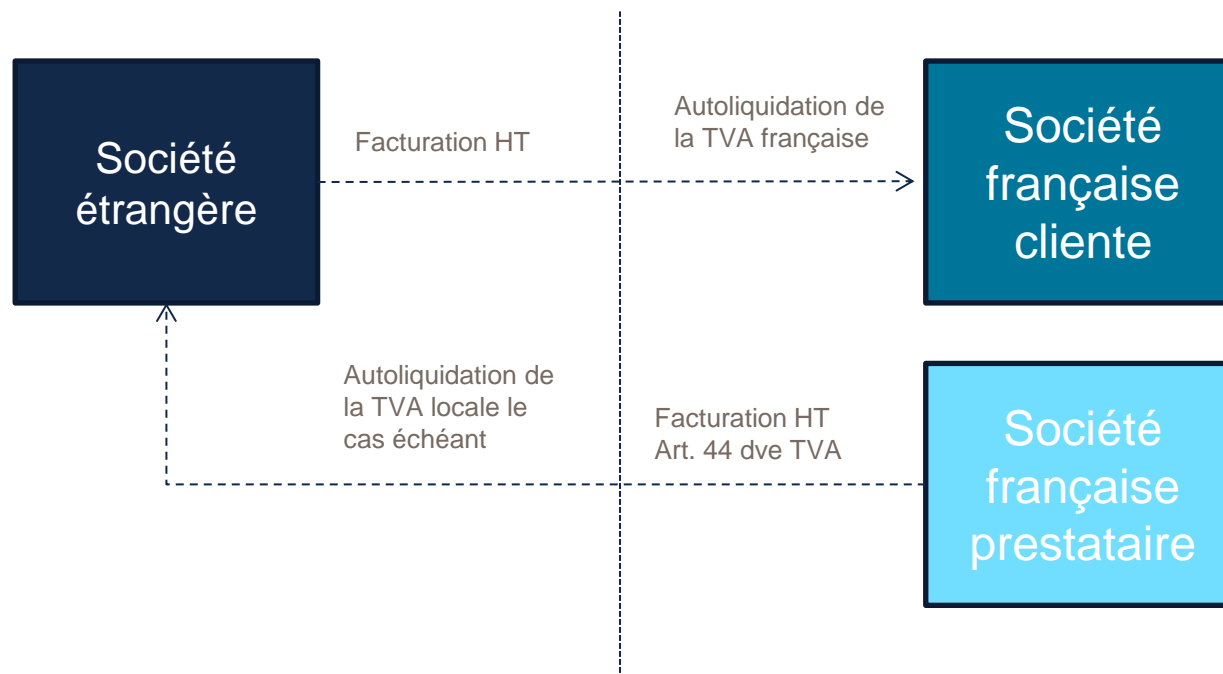 Société
étrangère
Facturation HT
Autoliquidation de
la TVA française
Société
française
cliente
Autoliquidation de
la TVA locale le
cas échéant
Facturation HT
Art. 44 dve TVA
Société
française
prestataire